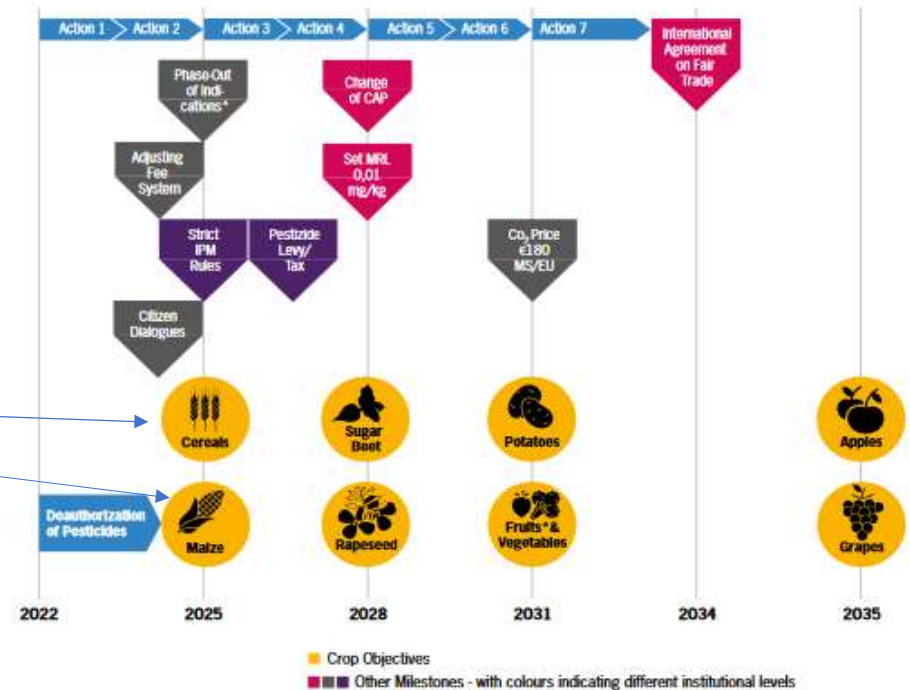 Action 1
Action 2
Action 3
Action 4
Action 5
Action 6
Action 7
International
Agreement
on Fair
Trade
Phase-Out
of Indi-
cations*
Change
of CAP
Adjusting
Fee
System
Set MRL
0,01
mg/kg
Strict
IPM
Rules
Pestizide
Levy/
Tax
Co₂ Price
€180
MS/EU
Citizen
Dialogues
Cereals
Sugar
Beet
Potatoes
Apples
Deauthorization
of Pesticides
Maize
Rapeseed
Fruits* &
Vegetables
Grapes
2022
2025
2028
2031
2034
2035
Crop Objectives
Other Milestones - with colours indicating different institutional levels